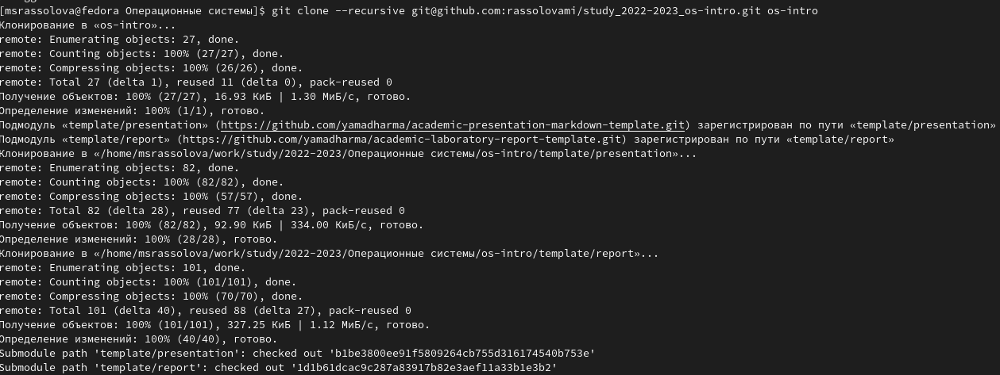 [msrassolova@fedora Операционные системы]$ git clone --recursive git@github.com:rassolovami/study_2022-2023_os-intro.git os-intro
Клонирование в «os-intro»...
remote: Enumerating objects: 27, done.
remote: Counting objects: 100% (27/27), done.
remote: Compressing objects: 100% (26/26), done.
remote: Total 27 (delta 1), reused 11 (delta 0), pack-reused 0
Получение объектов: 100% (27/27), 16.93 КиБ | 1.30 МиБ/с, готово.
Определение изменений: 100% (1/1), готово.
Подмодуль «template/presentation» (https://github.com/yamadharma/academic-presentation-markdown-template.git) зарегистрирован по пути «template/presentation»
Подмодуль «template/report» (https://github.com/yamadharma/academic-laboratory-report-template.git) зарегистрирован по пути «template/report»
Клонирование в «/home/msrassolova/work/study/2022-2023/Операционные системы/os-intro/template/presentation»...
remote: Enumerating objects: 82, done.
remote: Counting objects: 100% (82/82), done.
remote: Compressing objects: 100% (57/57), done.
remote: Total 82 (delta 28), reused 77 (delta 23), pack-reused 0
Получение объектов: 100% (82/82), 92.90 КиБ | 334.00 КиБ/с, готово.
Определение изменений: 100% (28/28), готово.
Клонирование в «/home/msrassolova/work/study/2022-2023/Операционные системы/os-intro/template/report»...
remote: Enumerating objects: 101, done.
remote: Counting objects: 100% (101/101), done.
remote: Compressing objects: 100% (70/70), done.
remote: Total 101 (delta 40), reused 88 (delta 27), pack-reused 0
Получение объектов: 100% (101/101), 327.25 КиБ | 1.12 МиБ/с, готово.
Определение изменений: 100% (40/40), готово.
Submodule path 'template/presentation': checked out 'b1be3800ee91f5809264cb755d316174540b753e'
Submodule path 'template/report': checked out '1d1b61dcac9c287a83917b82e3aef11a33b1e3b2'